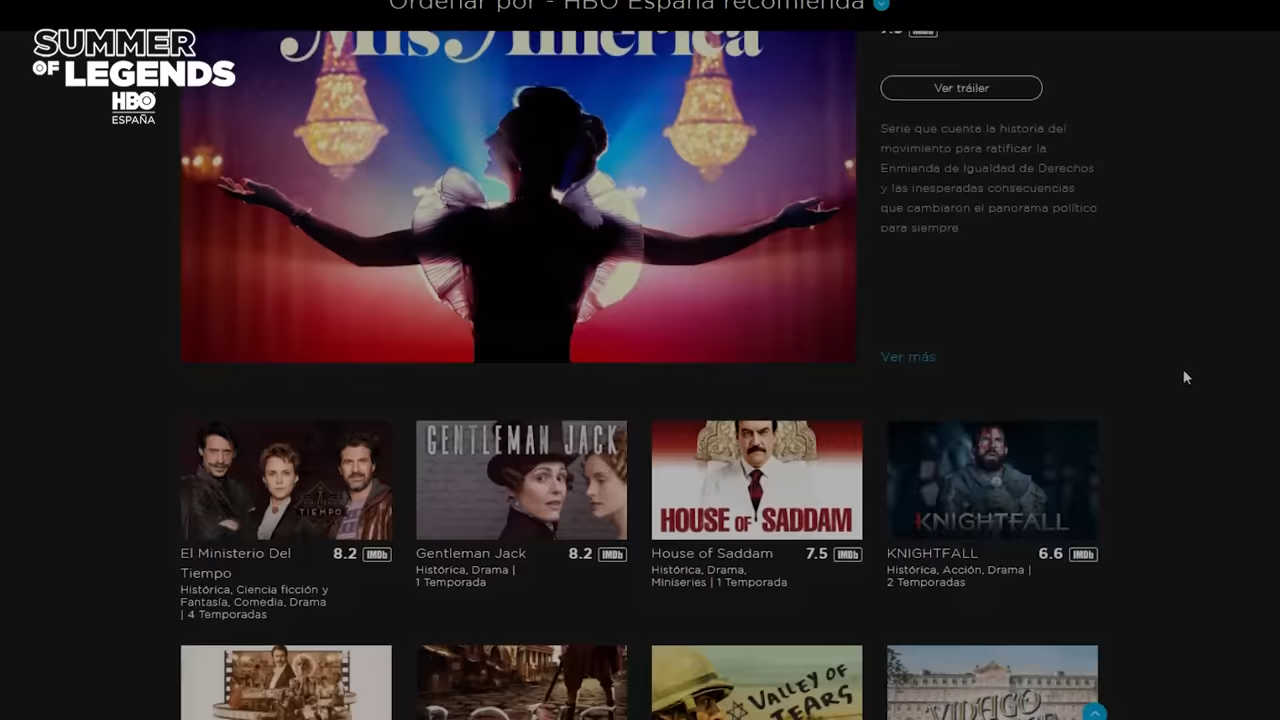 Ordenar por - HBO España recomienda
SUMMER
OF LEGENDS
HBO
ESPAÑA
Mrs. America
Ver tráiler
Serie que cuenta la historia del
movimiento para ratificar la
Enmienda de Igualdad de Derechos
y las inesperadas consecuencias
que cambiaron el panorama político
para siempre
Ver más
TIEMPO
GENTLEMAN JACK
HOUSE OF SADDAM
KNIGHTFALL
El Ministerio Del
Tiempo
8.2 IMDb
Histórica, Ciencia ficción y
Fantasía, Comedia, Drama
| 4 Temporadas
Gentleman Jack
8.2 IMDb
Histórica, Drama |
1 Temporada
House of Saddam
7.5 IMDb
Histórica, Drama,
Miniseries | 1 Temporada
KNIGHTFALL
6.6 IMDb
Histórica, Acción, Drama |
2 Temporadas
VALLEY OF
TEARS
VIDAGO